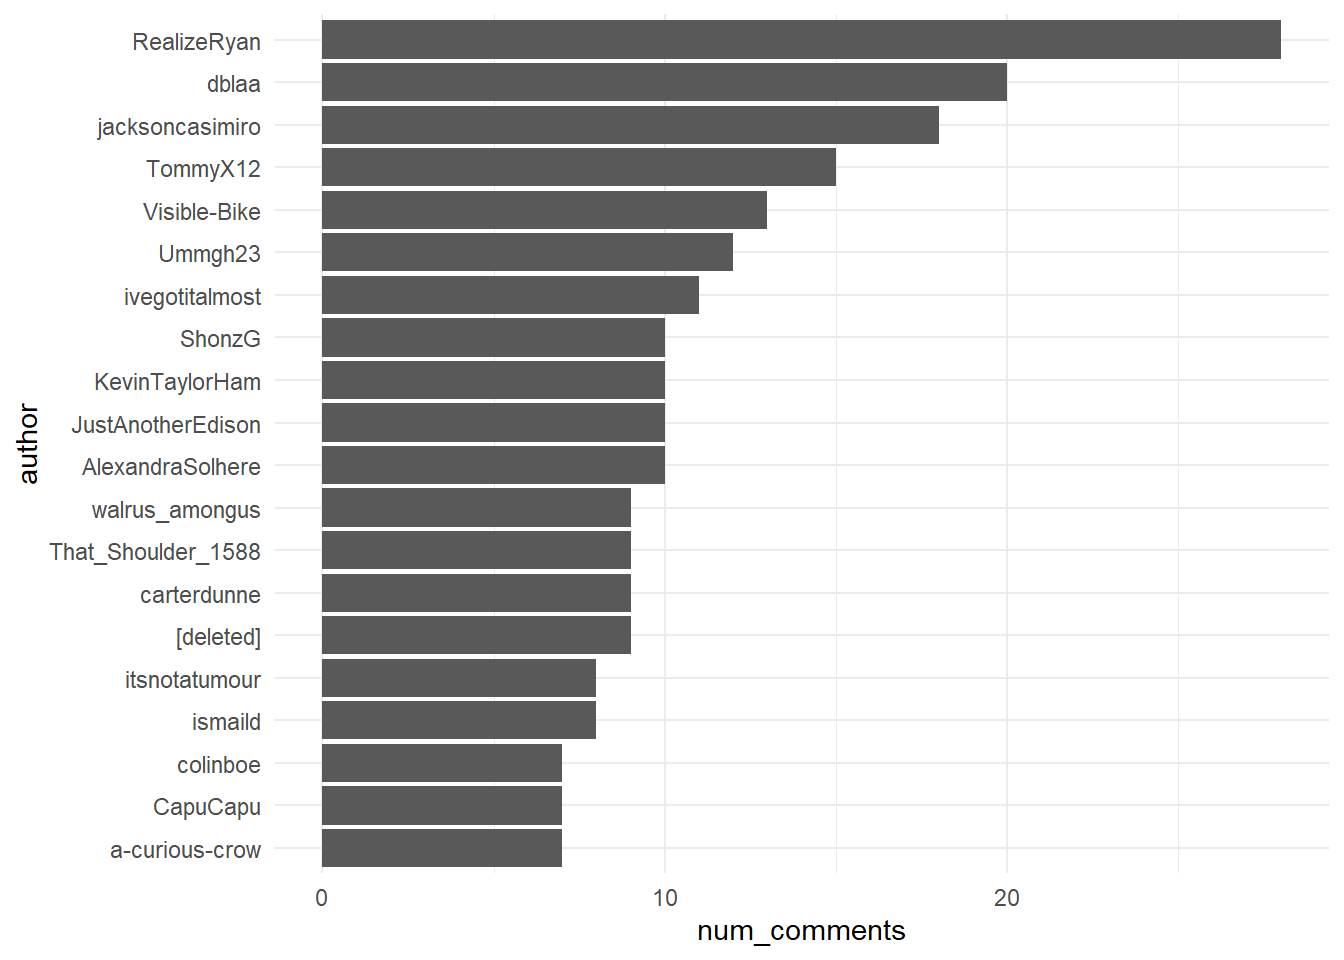 RealizeRyan
dblaa
jacksoncasimiro
TommyX12
Visible-Bike
Ummgh23
ivegotitalmost
ShonzG
KevinTaylorHam
JustAnotherEdison
AlexandraSolhere
walrus_amongus
That_Shoulder_1588
carterdunne
[deleted]
itsnotatumour
ismaild
colinboe
CapuCapu
a-curious-crow
author
0 10 20
num_comments